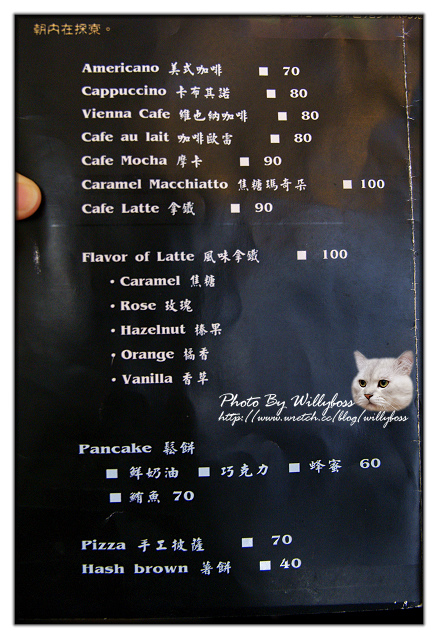 朝內在探索。
Americano 美式咖啡 ■ 70
Cappuccino 卡布其諾 ■ 80
Vienna Cafe 維也納咖啡 ■ 80
Cafe au lait 咖啡歐雷 ■ 80
Cafe Mocha 摩卡 ■ 90
Caramel Macchiatto 焦糖瑪奇朵 ■ 100
Cafe Latte 拿鐵 ■ 90
Flavor of Latte 風味拿鐵 ■ 100
・Caramel 焦糖
・Rose 玫瑰
・Hazelnut 榛果
・Orange 橘香
・Vanilla 香草
Photo By Willyboss
http://www.wretch.cc/blog/willyboss
Pancake 鬆餅
■ 鮮奶油 ■ 巧克力 ■ 蜂蜜 60
■ 鮪魚 70
Pizza 手工披薩 ■ 70
Hash brown 薯餅 ■ 40